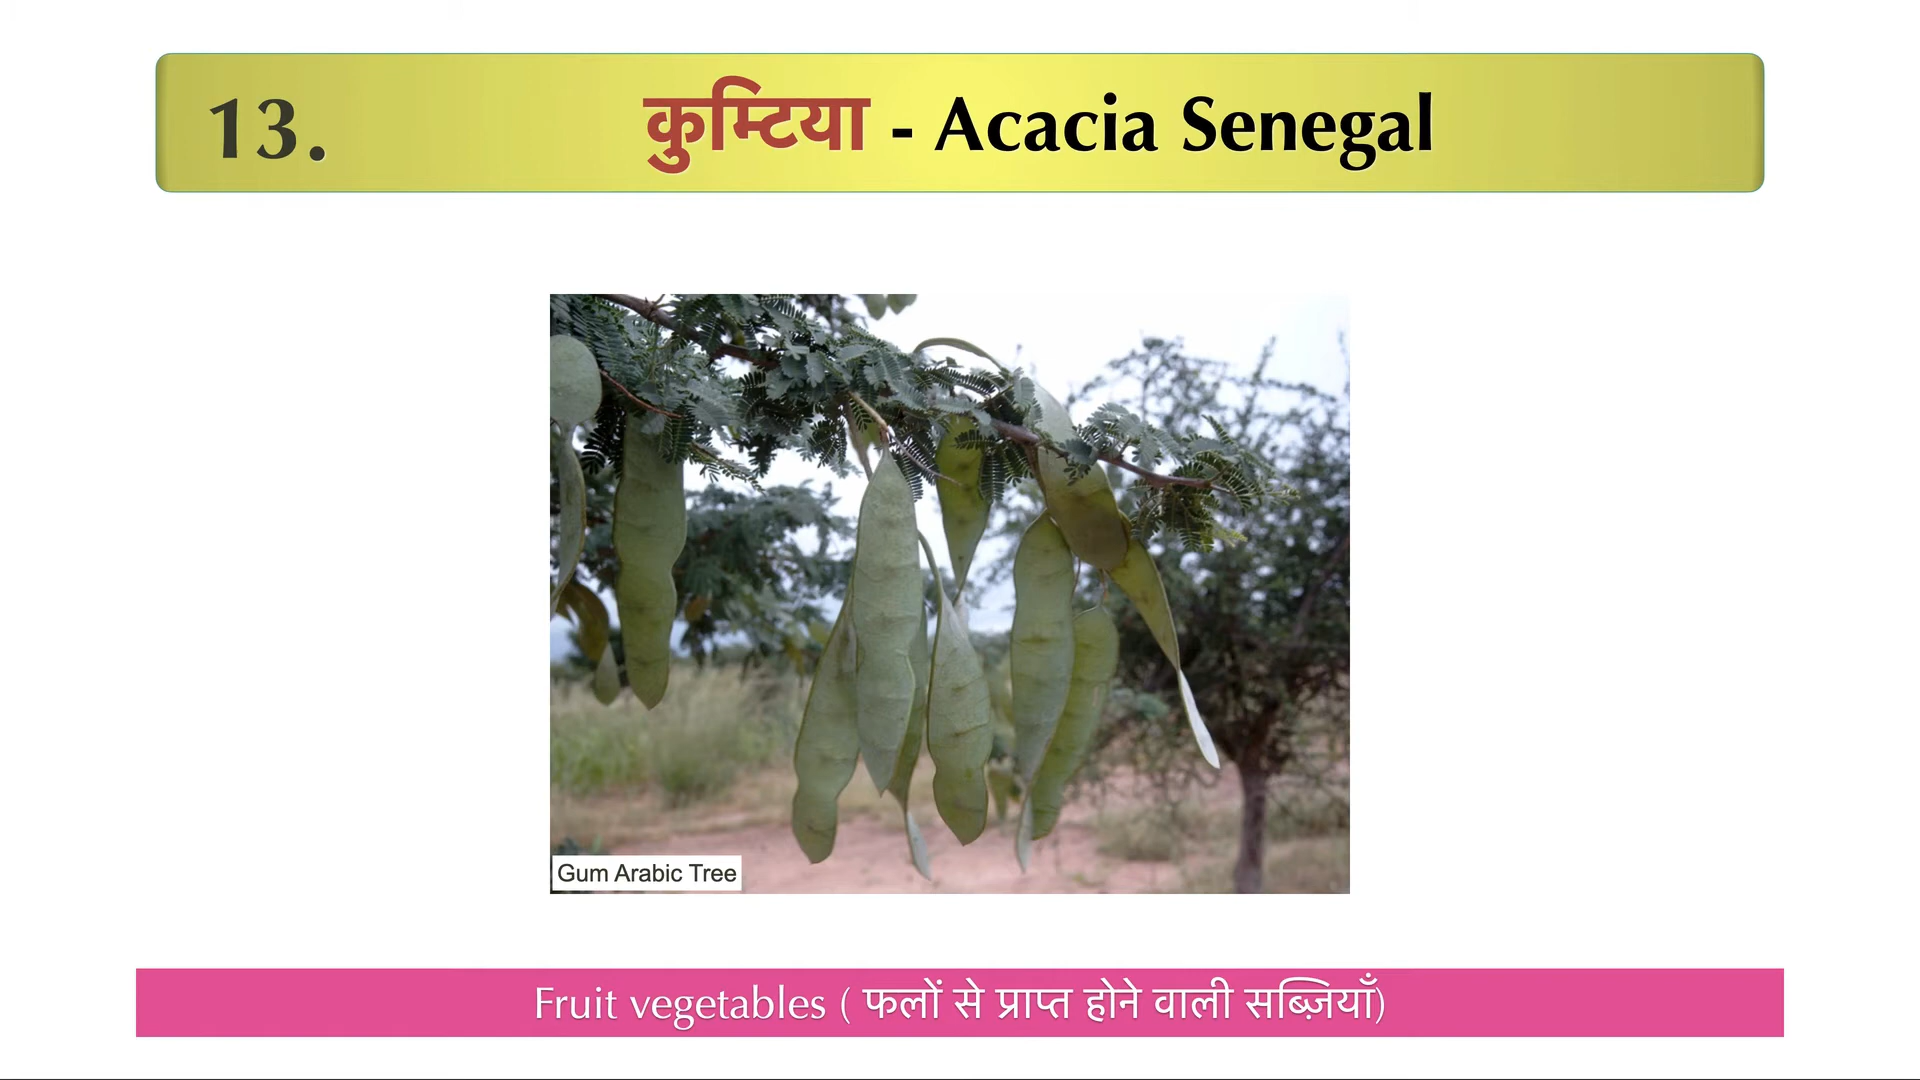 13. कुम्टिया - Acacia Senegal
Gum Arabic Tree
Fruit vegetables ( फलों से प्राप्त होने वाली सब्ज़ियाँ)